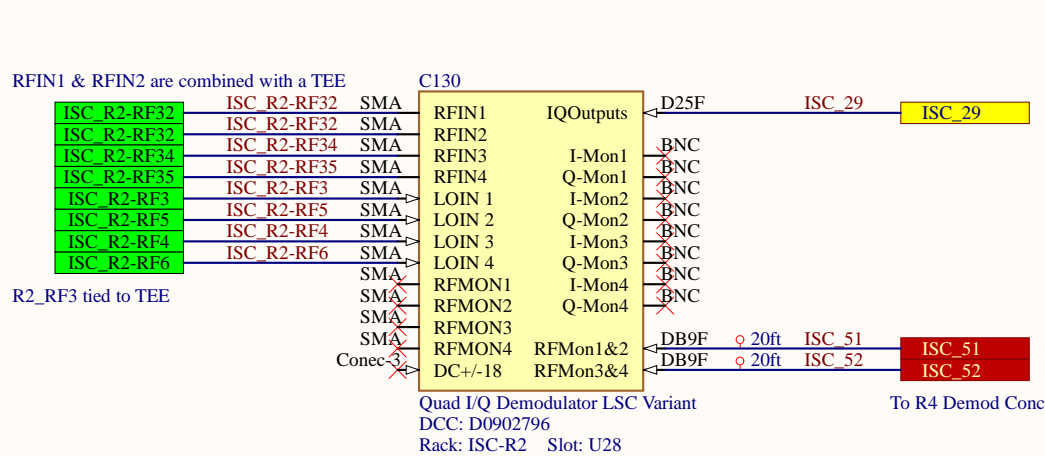 RFIN1 & RFIN2 are combined with a TEE
C130
ISC_R2-RF32 ISC_R2-RF32 SMA RFIN1 IQOutputs D25F ISC_29 ISC_29
ISC_R2-RF32 ISC_R2-RF32 SMA RFIN2
ISC_R2-RF34 ISC_R2-RF34 SMA RFIN3 I-Mon1 BNC
ISC_R2-RF35 ISC_R2-RF35 SMA RFIN4 Q-Mon1 BNC
ISC_R2-RF3 ISC_R2-RF3 SMA LOIN 1 I-Mon2 BNC
ISC_R2-RF5 ISC_R2-RF5 SMA LOIN 2 Q-Mon2 BNC
ISC_R2-RF4 ISC_R2-RF4 SMA LOIN 3 I-Mon3 BNC
ISC_R2-RF6 ISC_R2-RF6 SMA LOIN 4 Q-Mon3 BNC
SMA RFMON1 I-Mon4 BNC
R2_RF3 tied to TEE
SMA RFMON2 Q-Mon4 BNC
SMA RFMON3
SMA RFMON4 RFMon1&2 DB9F 20ft ISC_51 ISC_51
Conec-3 DC+/-18 RFMon3&4 DB9F 20ft ISC_52 ISC_52
Quad I/Q Demodulator LSC Variant
To R4 Demod Conc
DCC: D0902796
Rack: ISC-R2 Slot: U28